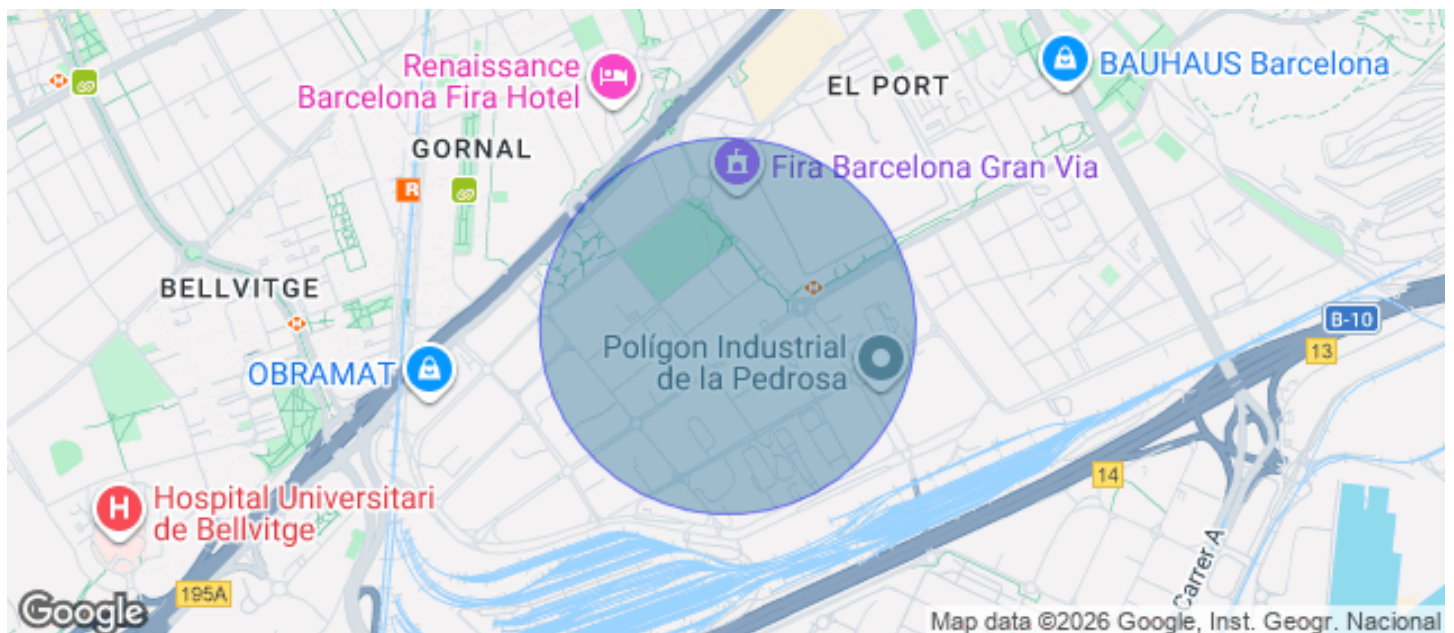 Renaissance
Barcelona Fira Hotel
EL PORT
BAUHAUS Barcelona
GORNAL
Fira Barcelona Gran Via
R
BELLVITGE
B-10
13
Polígon Industrial
de la Pedrosa
OBRAMAT
14
H
Hospital Universitari
de Bellvitge
Carrer A
195A
Google
Map data ©2026 Google, Inst. Geogr. Nacional